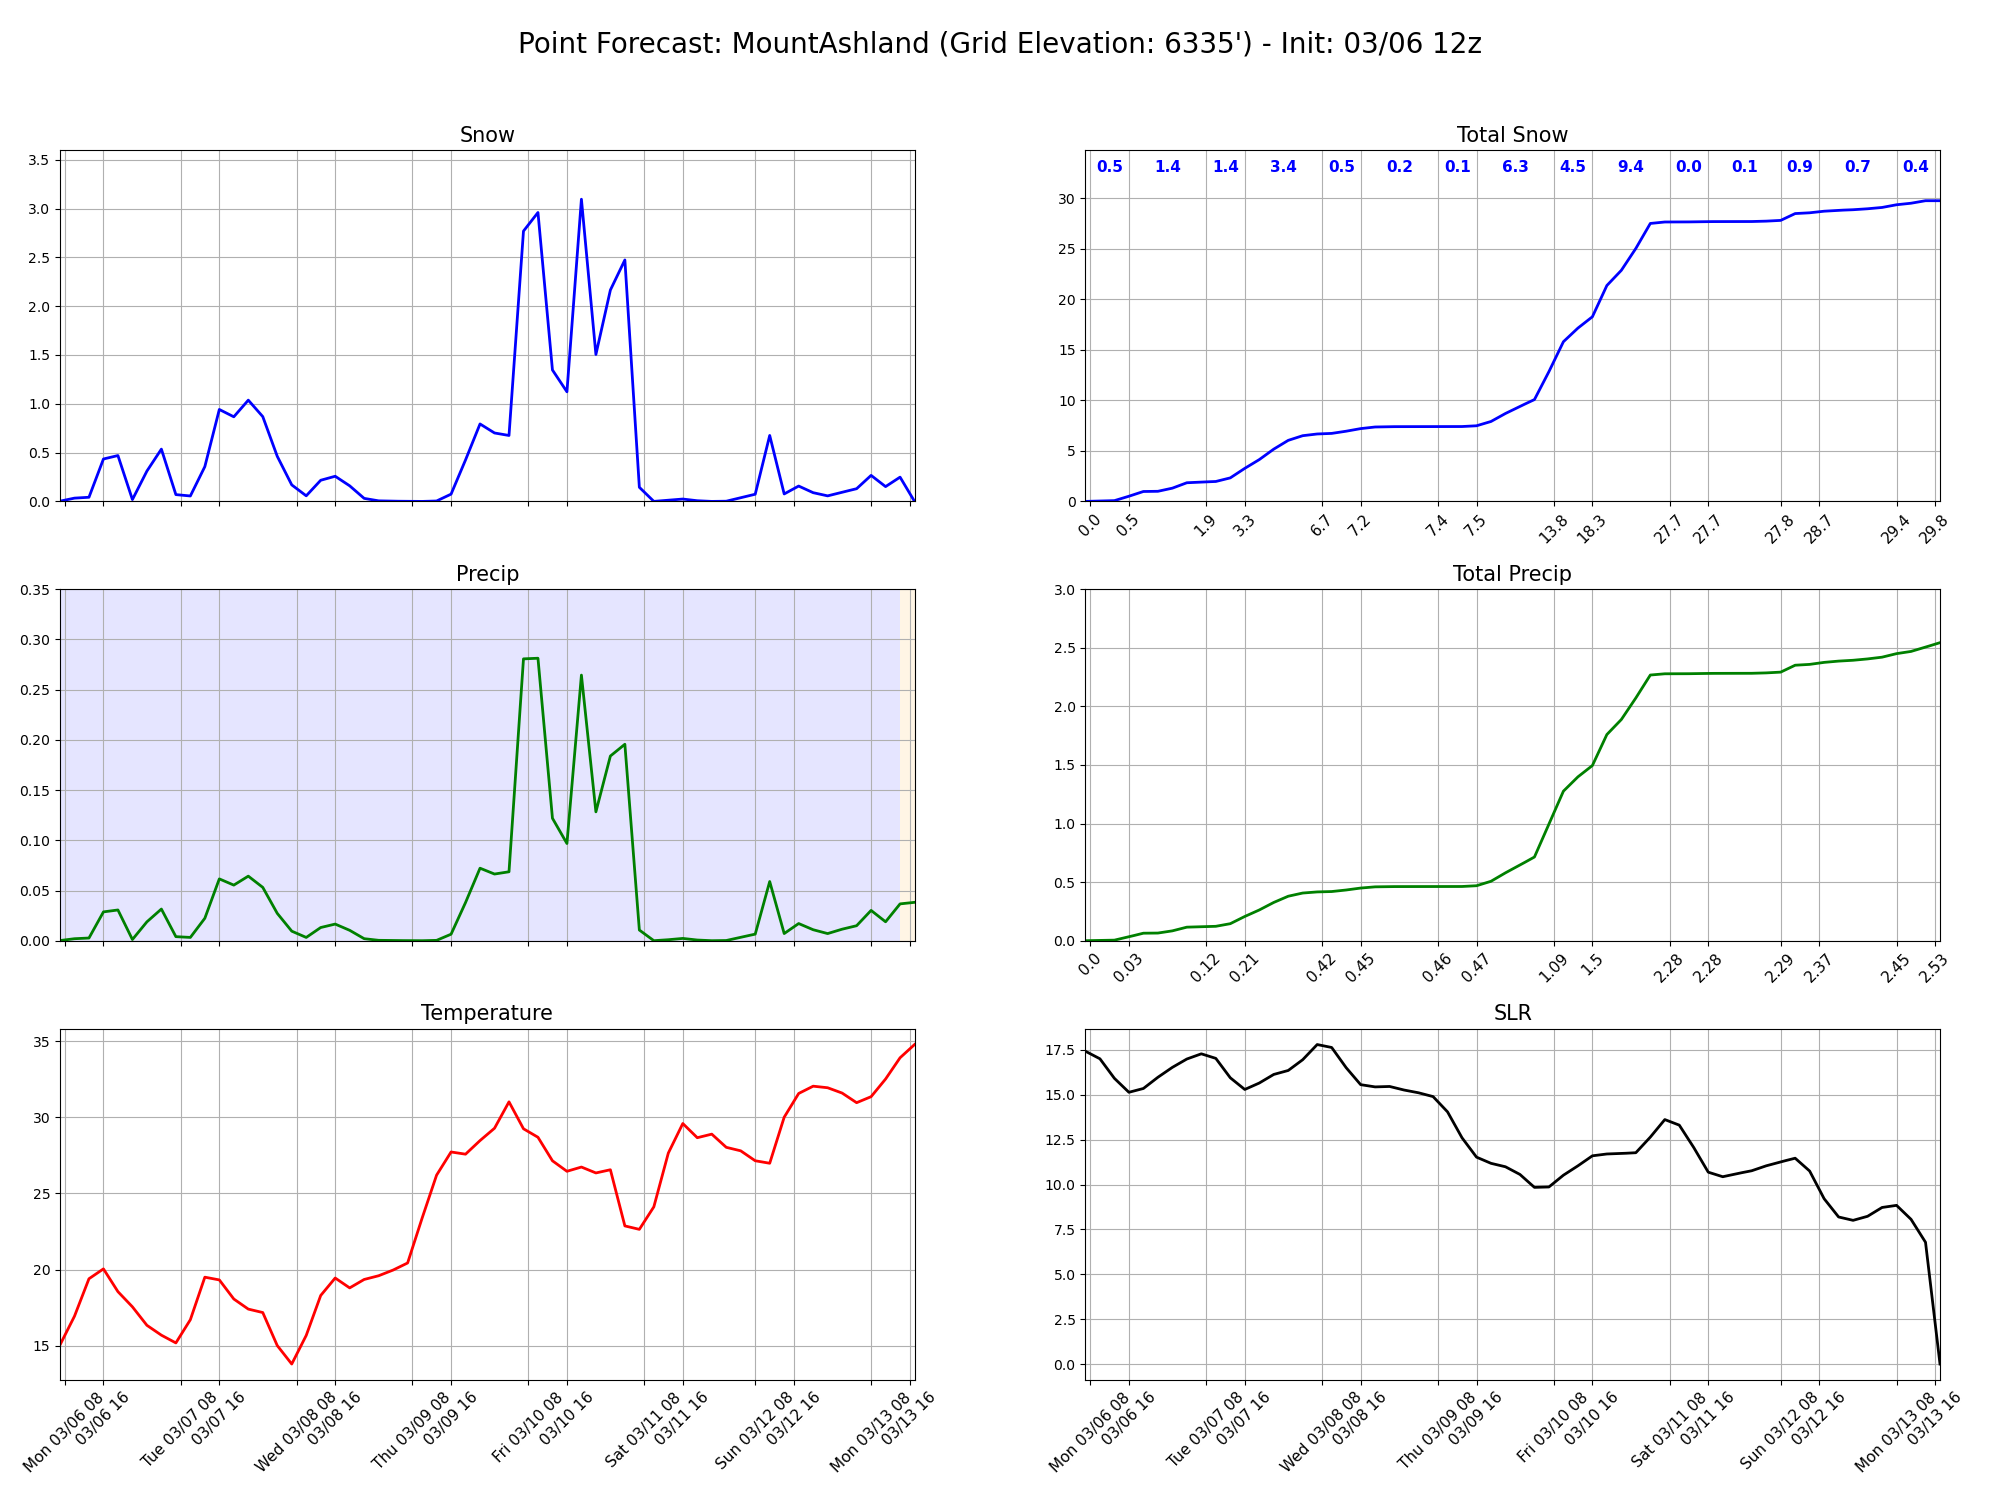 Point Forecast: MountAshland (Grid Elevation: 6335') - Init: 03/06 12z
Snow
3.5
3.0
2.5
2.0
1.5
1.0
0.5
0.0
Total Snow
0.5 1.4 1.4 3.4 0.5 0.2 0.1 6.3 4.5 9.4 0.0 0.1 0.9 0.7 0.4
30
25
20
15
10
5
0
0.0 0.5 1.9 3.3 6.7 7.2 7.4 7.5 13.8 18.3 27.7 27.7 27.8 28.7 29.4 29.8
Precip
0.35
0.30
0.25
0.20
0.15
0.10
0.05
0.00
Total Precip
3.0
2.5
2.0
1.5
1.0
0.5
0.0
0.0 0.03 0.12 0.21 0.42 0.45 0.46 0.47 1.09 1.5 2.28 2.28 2.29 2.37 2.45 2.53
Temperature
35
30
25
20
15
Mon 03/06 08
03/06 16
Tue 03/07 08
03/07 16
Wed 03/08 08
03/08 16
Thu 03/09 08
03/09 16
Fri 03/10 08
03/10 16
Sat 03/11 08
03/11 16
Sun 03/12 08
03/12 16
Mon 03/13 08
03/13 16
SLR
17.5
15.0
12.5
10.0
7.5
5.0
2.5
0.0
Mon 03/06 08
03/06 16
Tue 03/07 08
03/07 16
Wed 03/08 08
03/08 16
Thu 03/09 08
03/09 16
Fri 03/10 08
03/10 16
Sat 03/11 08
03/11 16
Sun 03/12 08
03/12 16
Mon 03/13 08
03/13 16